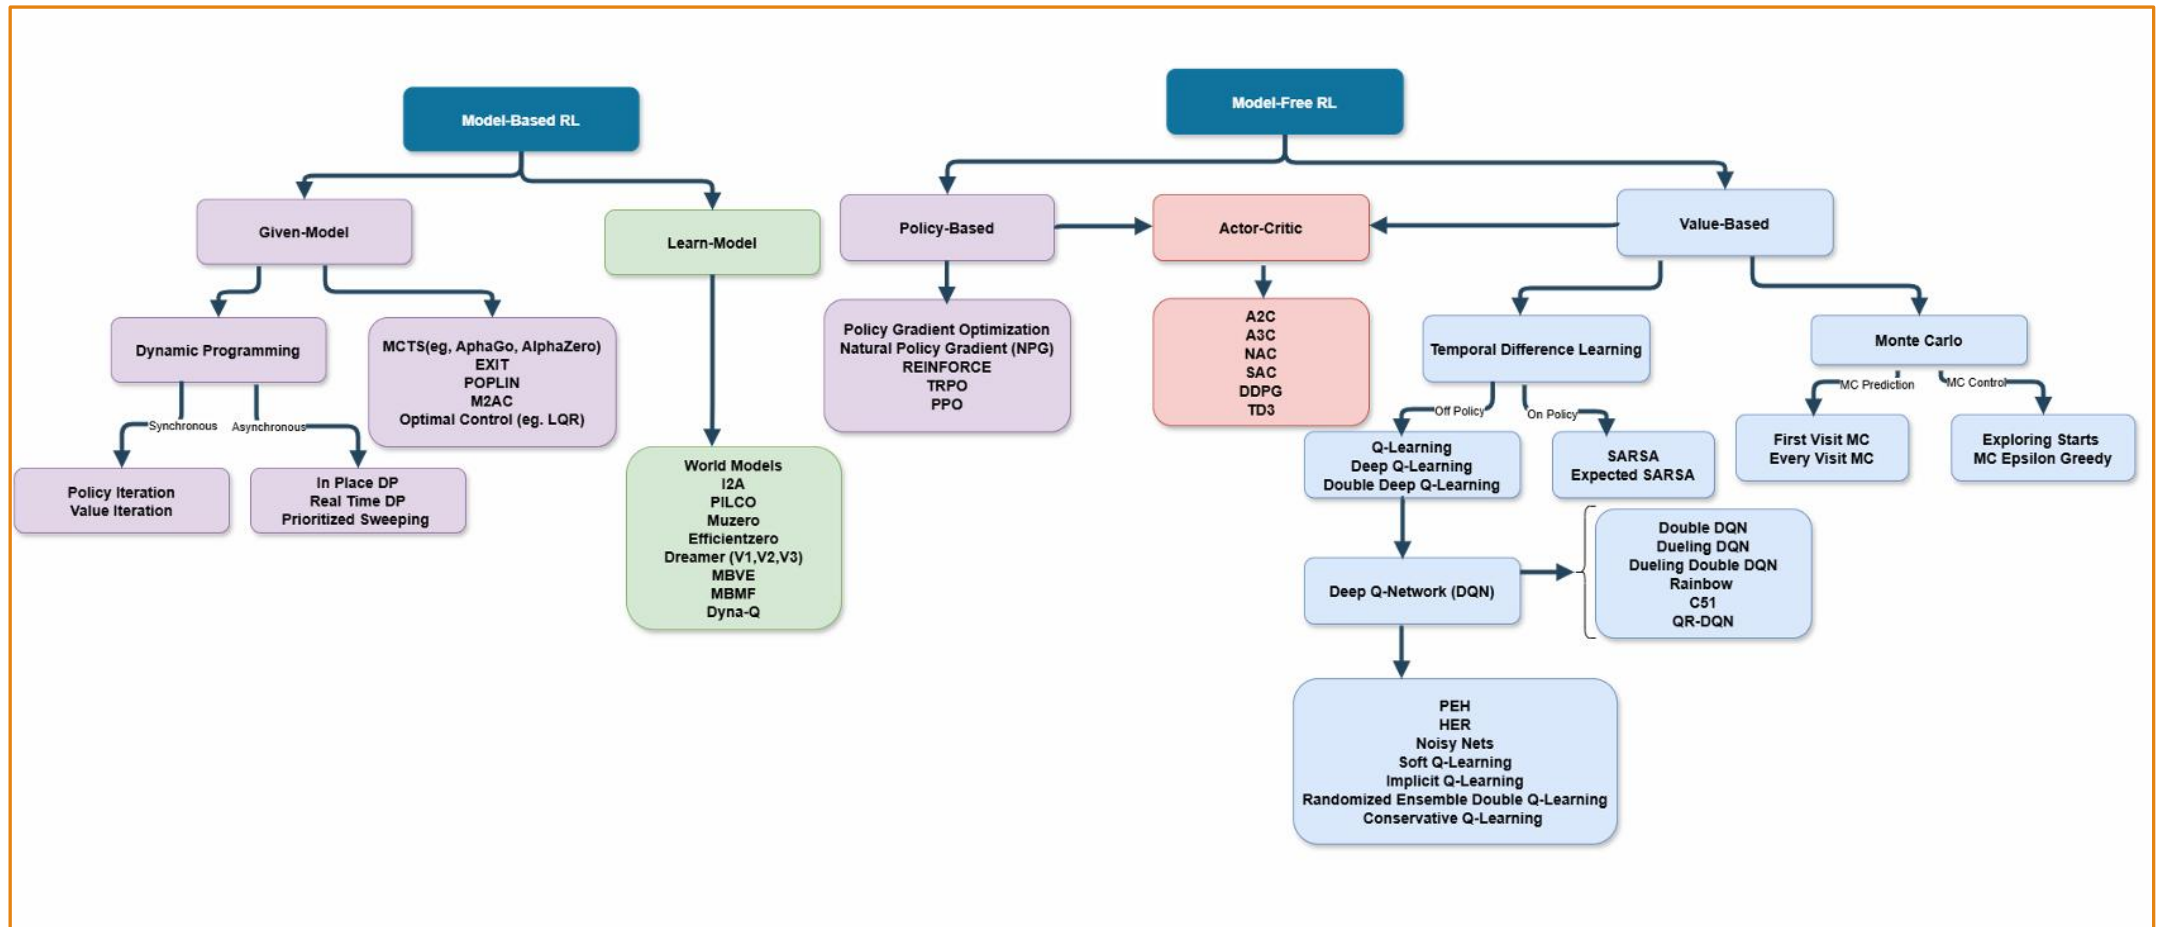 Model-Based RL
Given-Model
Learn-Model
Dynamic Programming
MCTS(eg, AphaGo, AlphaZero)
EXIT
POPLIN
M2AC
Optimal Control (eg. LQR)
Synchronous
Asynchronous
Policy Iteration
Value Iteration
In Place DP
Real Time DP
Prioritized Sweeping
World Models
I2A
PILCO
Muzero
Efficientzero
Dreamer (V1,V2,V3)
MBVE
MBMF
Dyna-Q
Model-Free RL
Policy-Based
Actor-Critic
Value-Based
Policy Gradient Optimization
Natural Policy Gradient (NPG)
REINFORCE
TRPO
PPO
A2C
A3C
NAC
SAC
DDPG
TD3
Temporal Difference Learning
Monte Carlo
Off Policy
On Policy
MC Prediction
MC Control
Q-Learning
Deep Q-Learning
Double Deep Q-Learning
SARSA
Expected SARSA
First Visit MC
Every Visit MC
Exploring Starts
MC Epsilon Greedy
Deep Q-Network (DQN)
Double DQN
Dueling DQN
Dueling Double DQN
Rainbow
C51
QR-DQN
PEH
HER
Noisy Nets
Soft Q-Learning
Implicit Q-Learning
Randomized Ensemble Double Q-Learning
Conservative Q-Learning